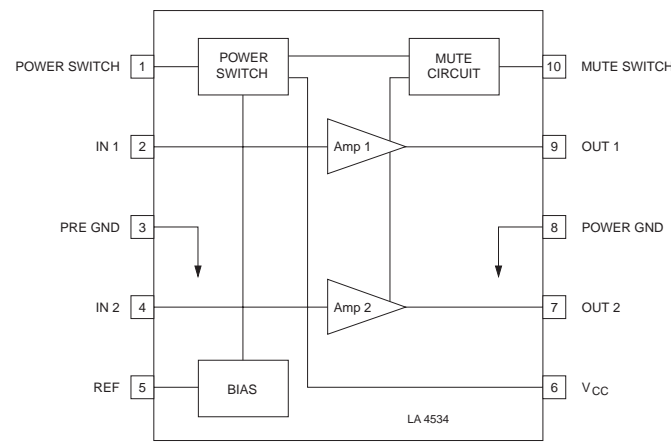 POWER SWITCH 1
POWER
SWITCH
MUTE
CIRCUIT
10 MUTE SWITCH
IN 1 2
Amp 1
9 OUT 1
PRE GND 3
8 POWER GND
IN 2 4
Amp 2
7 OUT 2
REF 5
BIAS
6 VCC
LA 4534